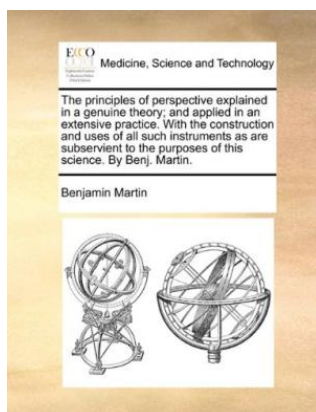 ECCO
Medicine, Science and Technology
The principles of perspective explained
in a genuine theory; and applied in an
extensive practice. With the construction
and uses of all such instruments as are
subservient to the purposes of this
science. By Benj. Martin.
Benjamin Martin